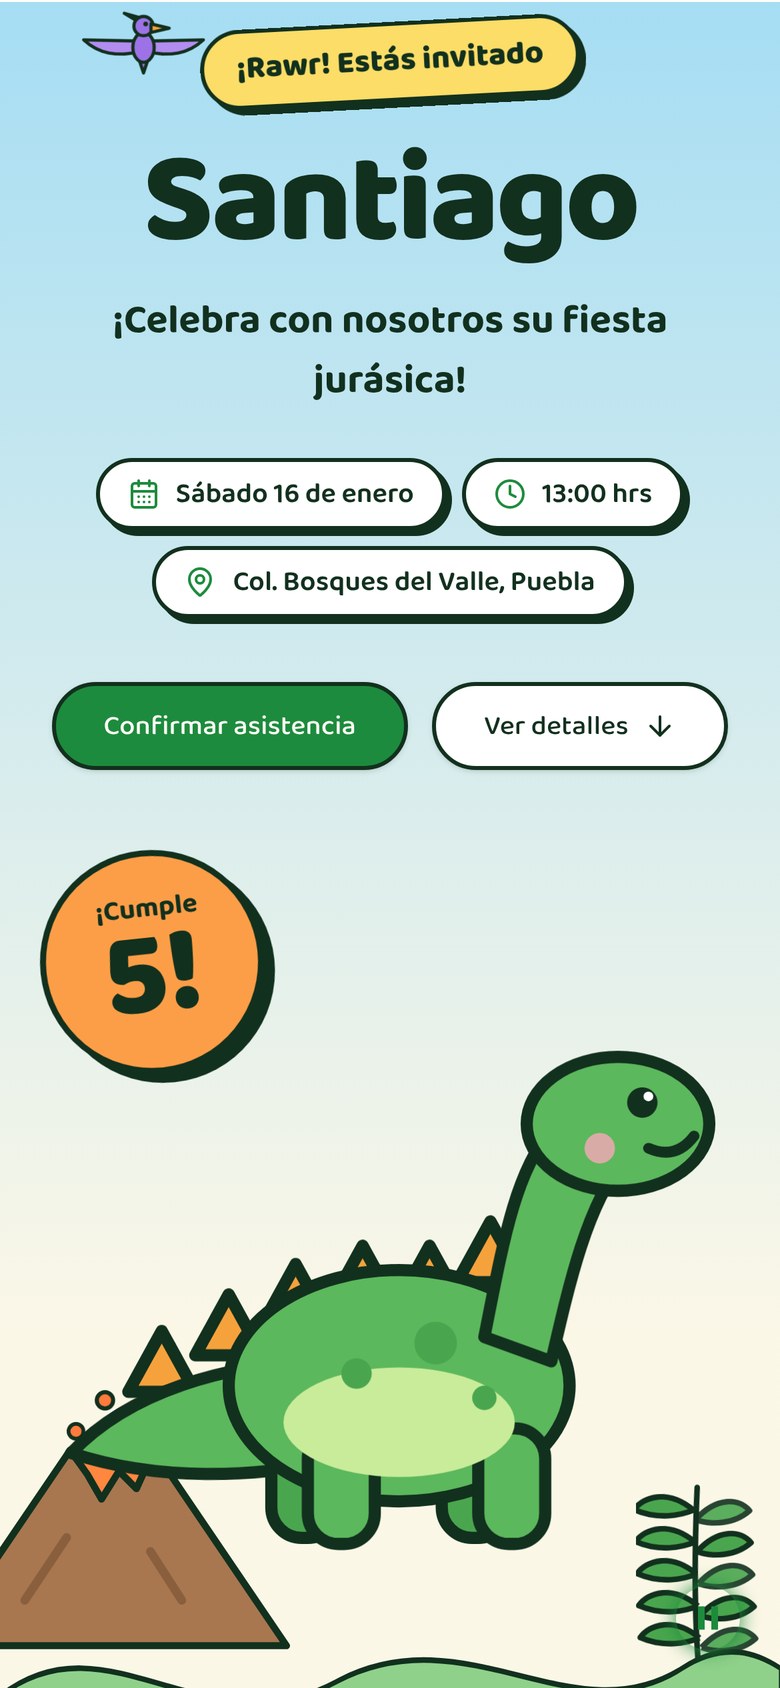 ¡Rawr! Estás invitado
Santiago
¡Celebra con nosotros su fiesta
jurásica!
Sábado 16 de enero
13:00 hrs
Col. Bosques del Valle, Puebla
Confirmar asistencia
Ver detalles
¡Cumple
5!